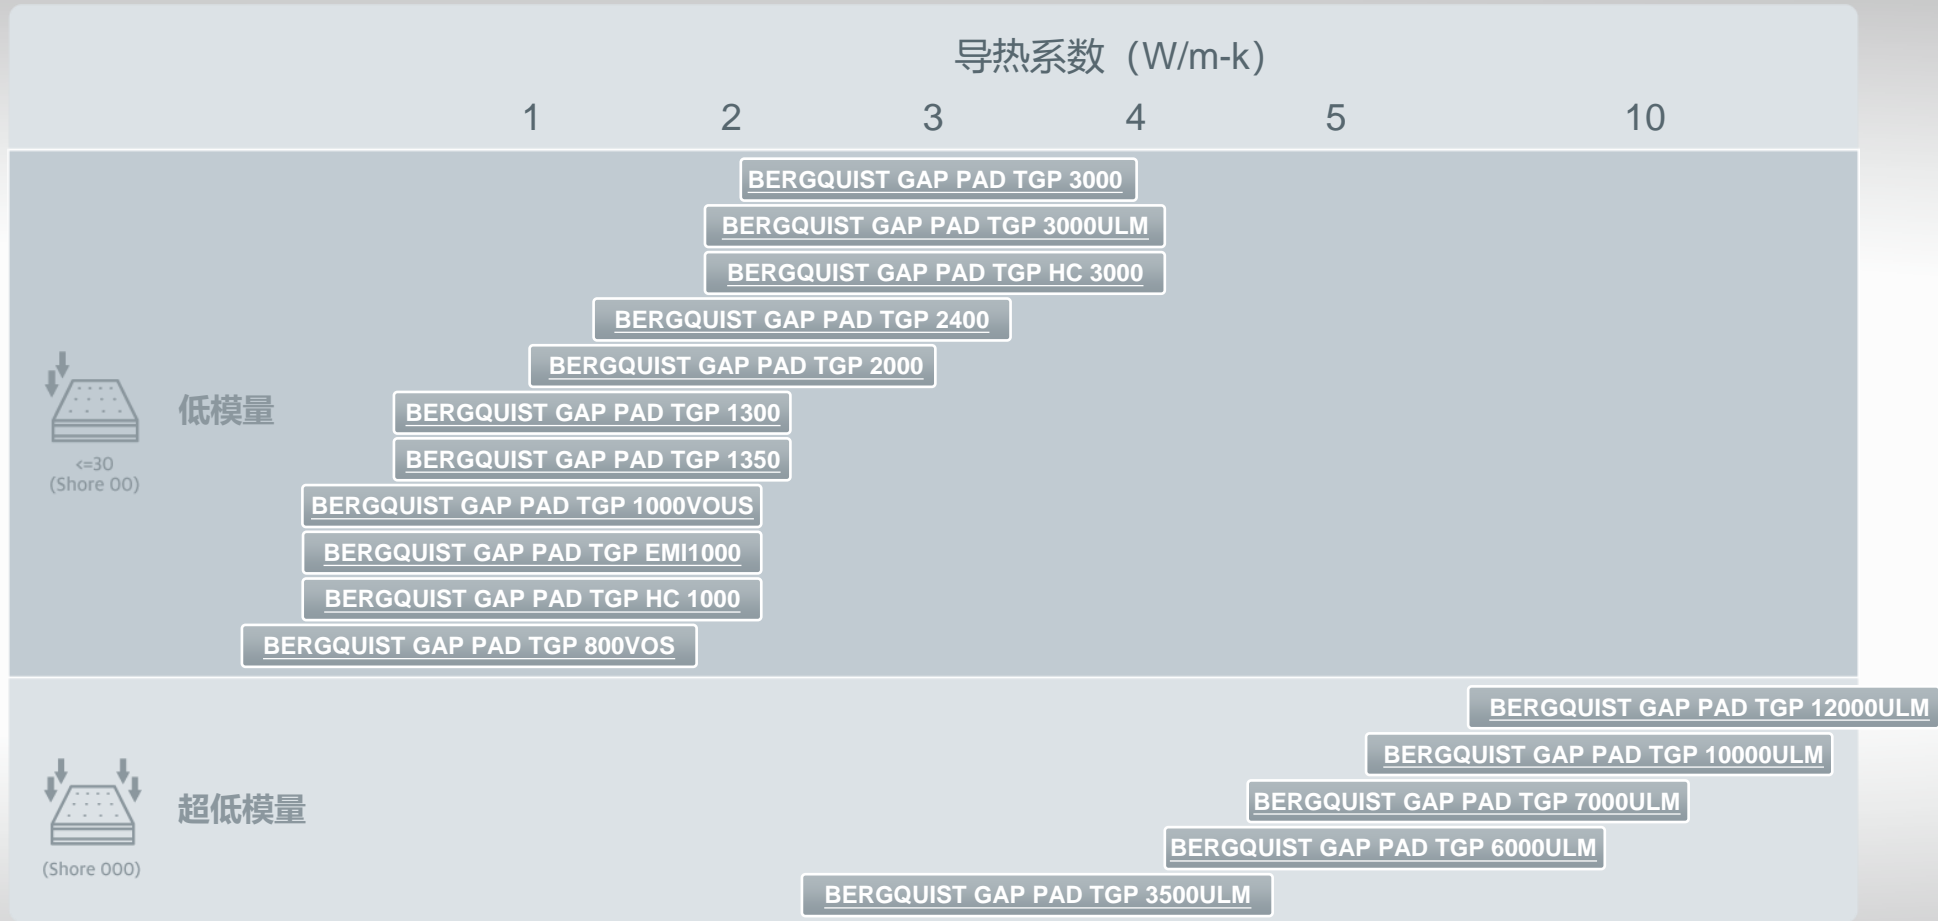 导热系数（W/m-k）
1 2 3 4 5 10
BERGQUIST GAP PAD TGP 3000
BERGQUIST GAP PAD TGP 3000ULM
BERGQUIST GAP PAD TGP HC 3000
BERGQUIST GAP PAD TGP 2400
BERGQUIST GAP PAD TGP 2000
BERGQUIST GAP PAD TGP 1300
BERGQUIST GAP PAD TGP 1350
BERGQUIST GAP PAD TGP 1000VOUS
BERGQUIST GAP PAD TGP EMI1000
BERGQUIST GAP PAD TGP HC 1000
BERGQUIST GAP PAD TGP 800VOS
低模量
<=30
(Shore 00)
BERGQUIST GAP PAD TGP 12000ULM
BERGQUIST GAP PAD TGP 10000ULM
BERGQUIST GAP PAD TGP 7000ULM
BERGQUIST GAP PAD TGP 6000ULM
BERGQUIST GAP PAD TGP 3500ULM
超低模量
(Shore 000)